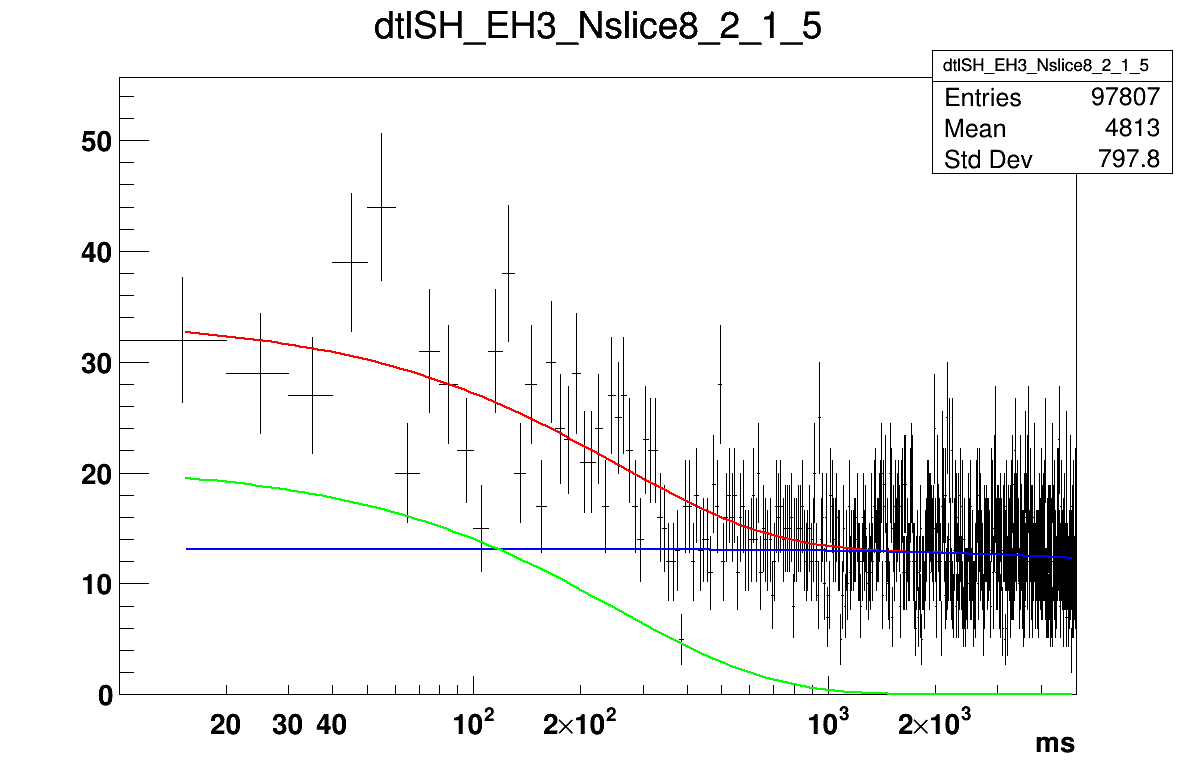 dtISH_EH3_Nslice8_2_1_5
dtISH_EH3_Nslice8_2_1_5
Entries 97807
Mean 4813
Std Dev 797.8
50
40
30
20
10
0
20 30 40 10² 2×10² 10³ 2×10³
ms